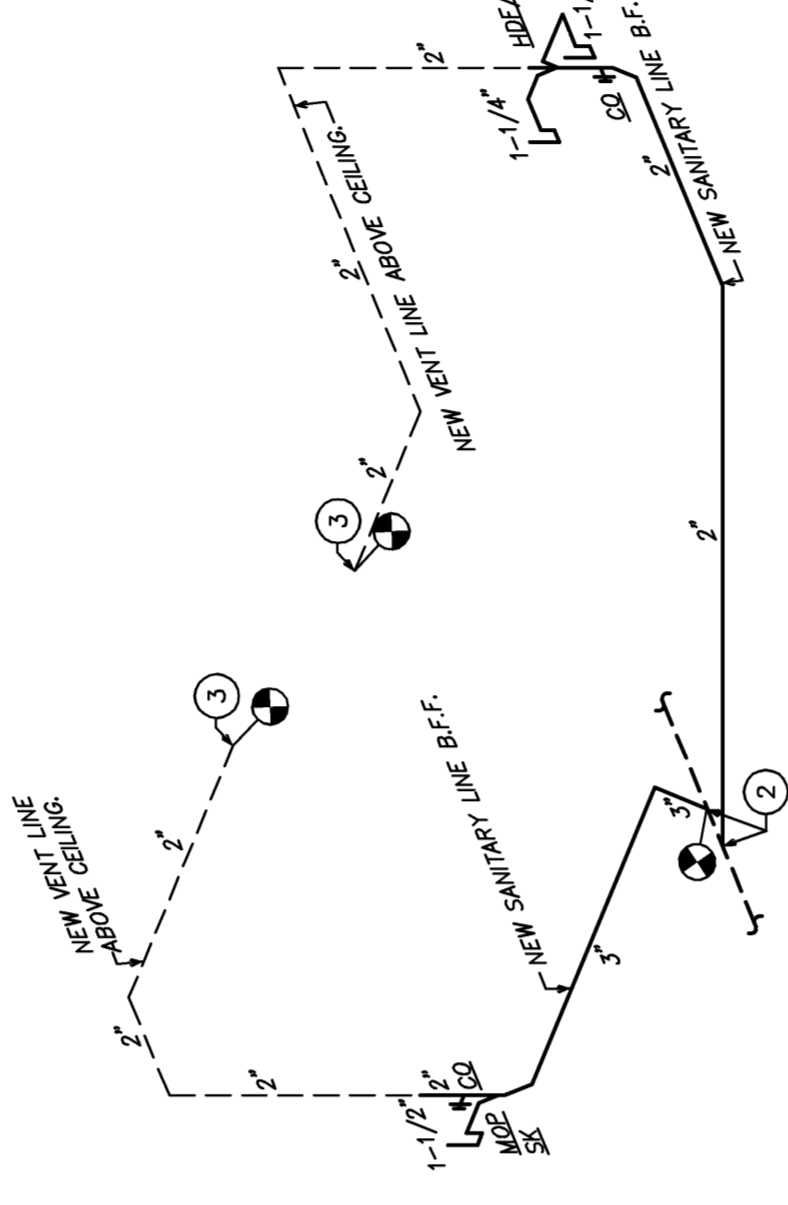 NEW VENT LINE
ABOVE CEILING.
2"
2"
2"
3
1-1/2"
2"
CO
MOP
SK
NEW SANITARY LINE B.F.F.
3"
3"
2
2"
3
2"
2"
NEW VENT LINE ABOVE CEILING.
2"
1-1/4"
CO
2"
NEW SANITARY LINE B.F.